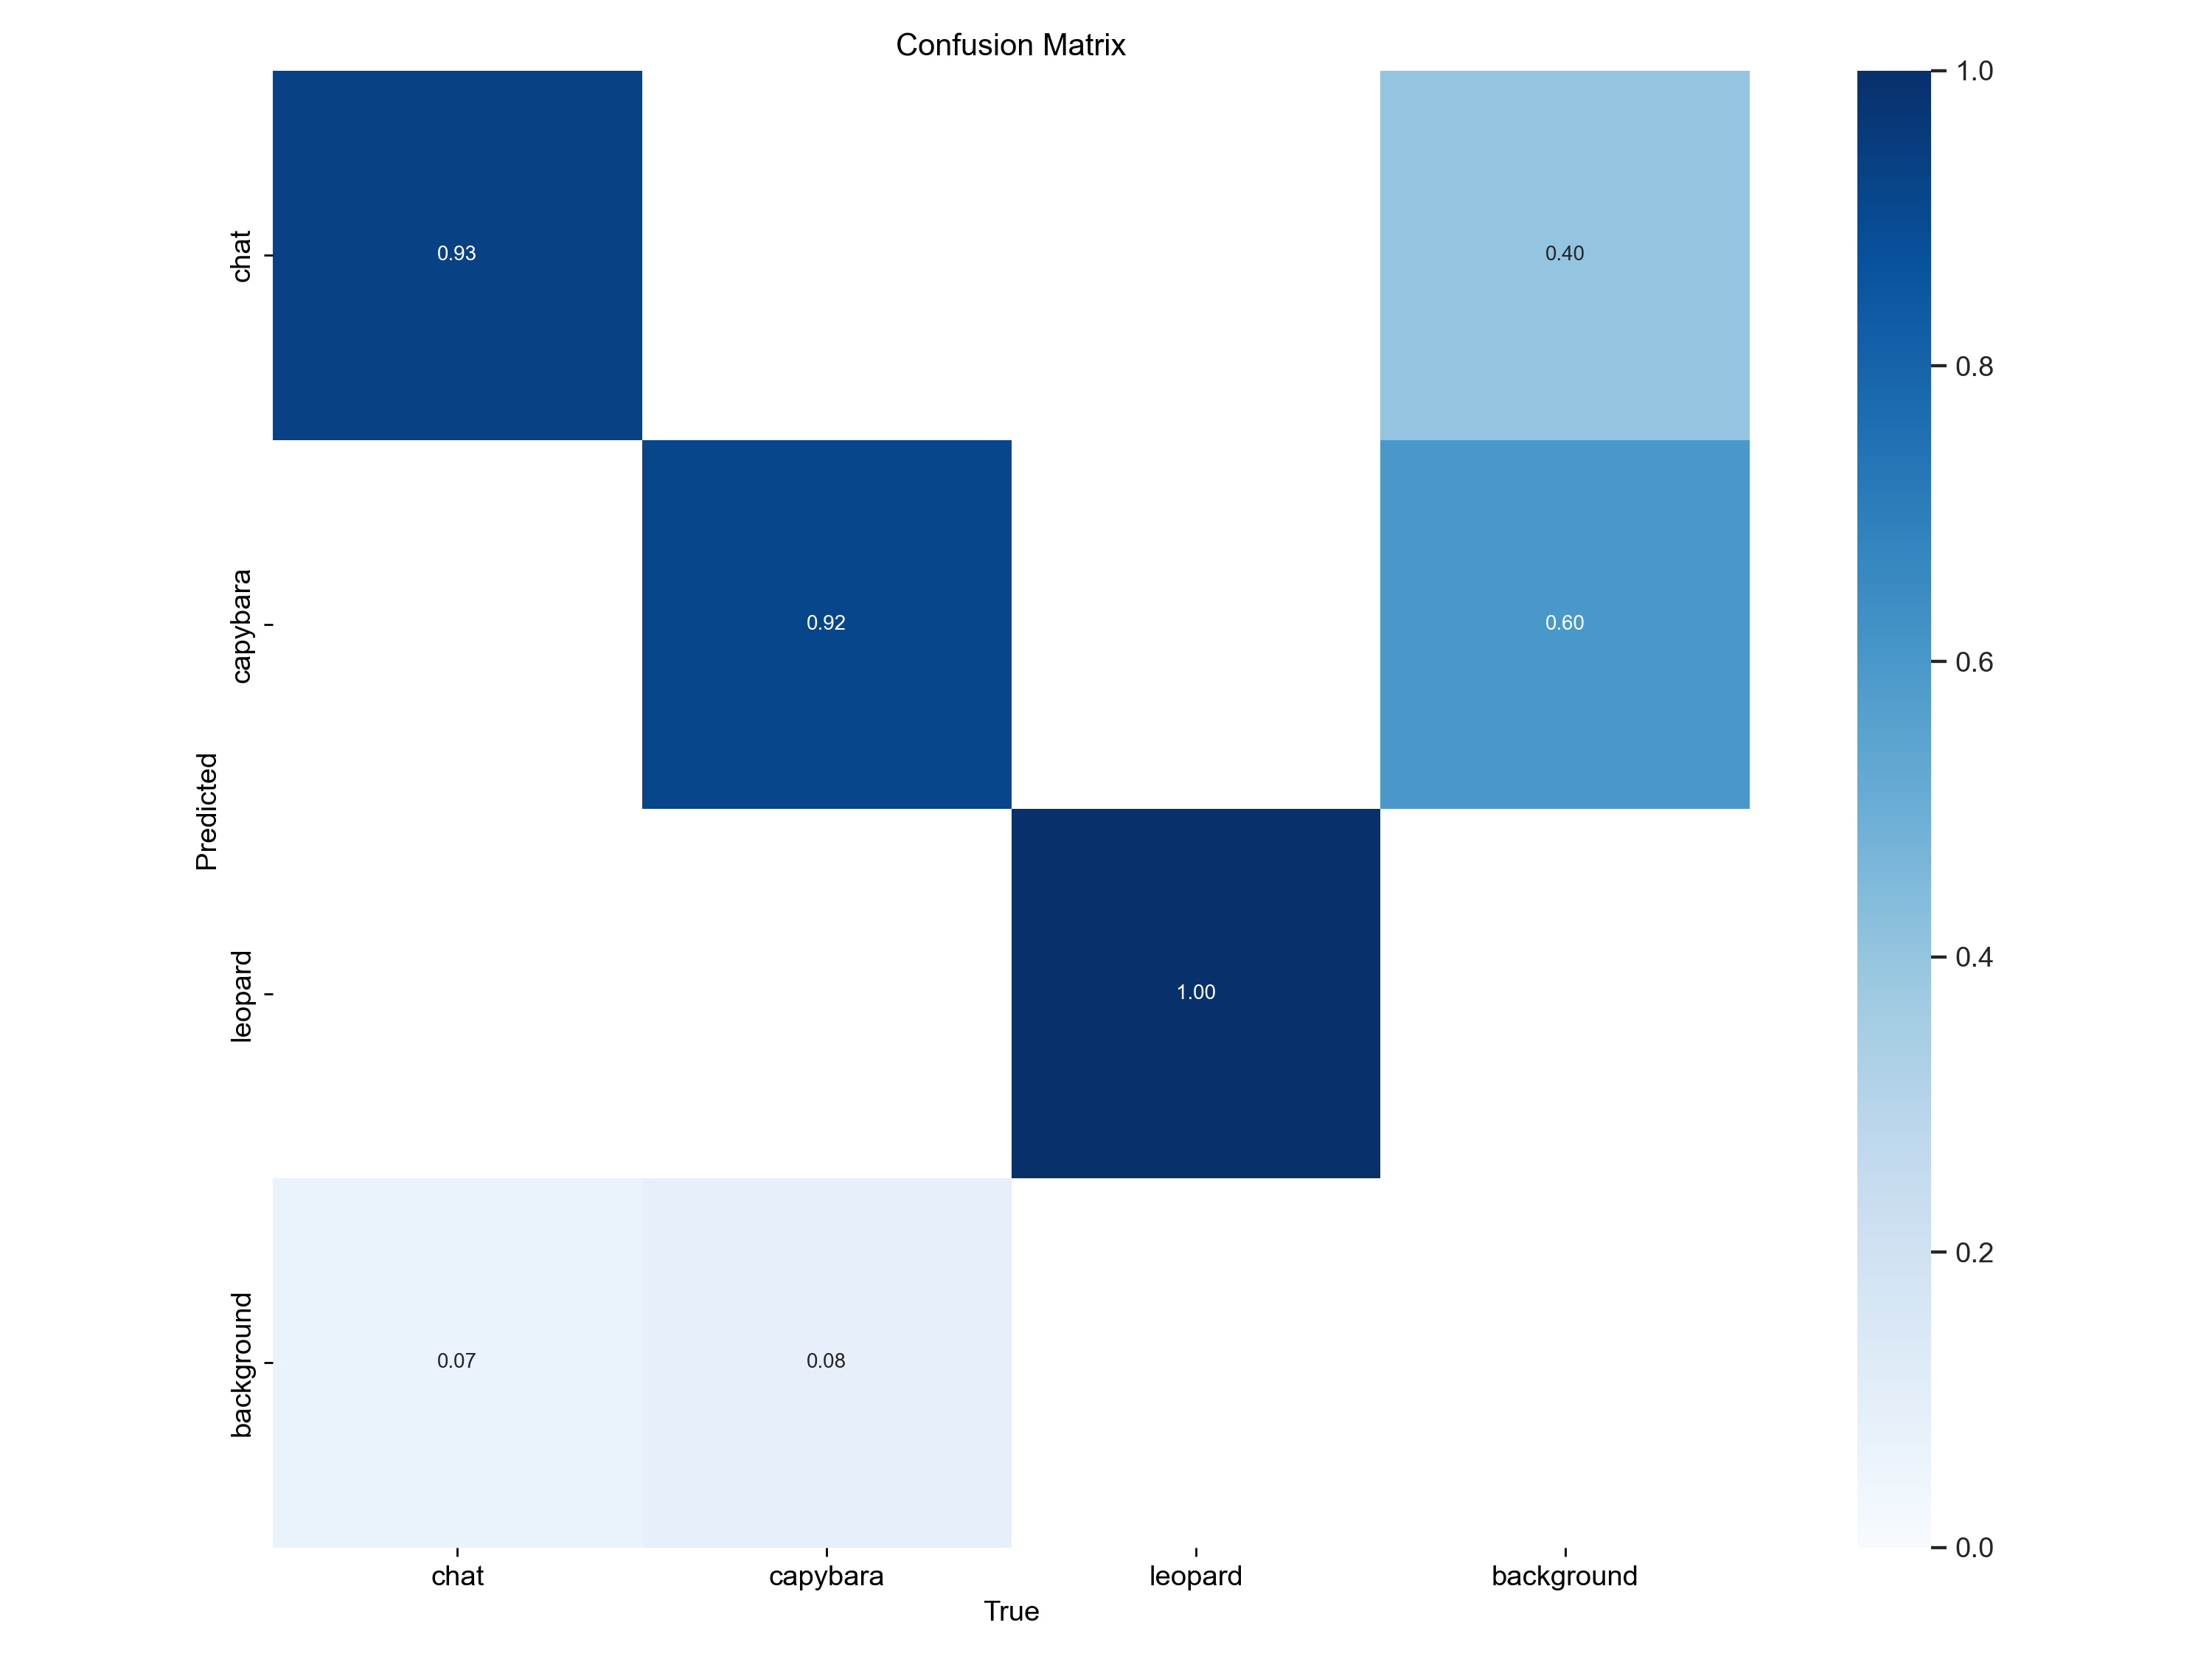 Confusion Matrix
chat
0.93
0.40
capybara
0.92
0.60
leopard
1.00
background
0.07
0.08
Predicted
chat
capybara
leopard
background
True
1.0
0.8
0.6
0.4
0.2
0.0